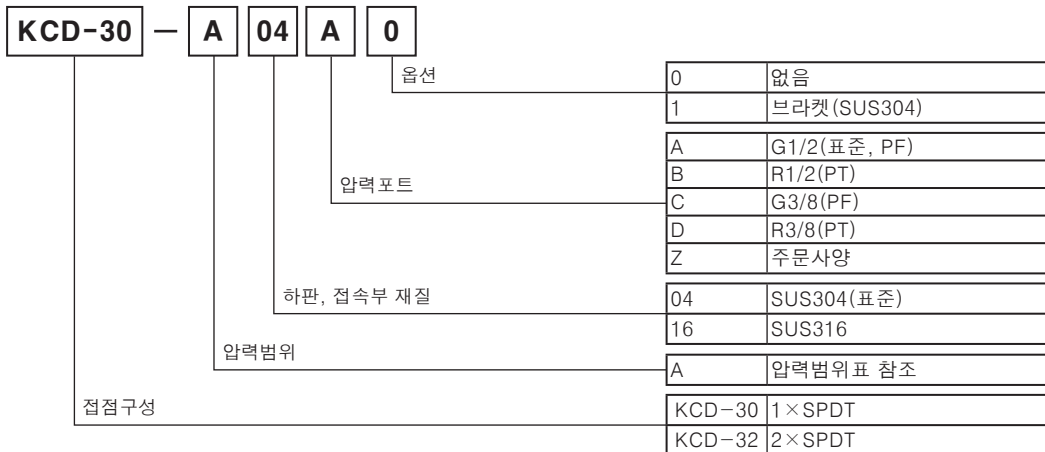 KCD-30 — A 04 A 0
옵션
0 없음
1 브라켓(SUS304)
압력포트
A G1/2(표준, PF)
B R1/2(PT)
C G3/8(PF)
D R3/8(PT)
Z 주문사양
하판, 접속부 재질
04 SUS304(표준)
16 SUS316
압력범위
A 압력범위표 참조
접점구성
KCD-30 1×SPDT
KCD-32 2×SPDT